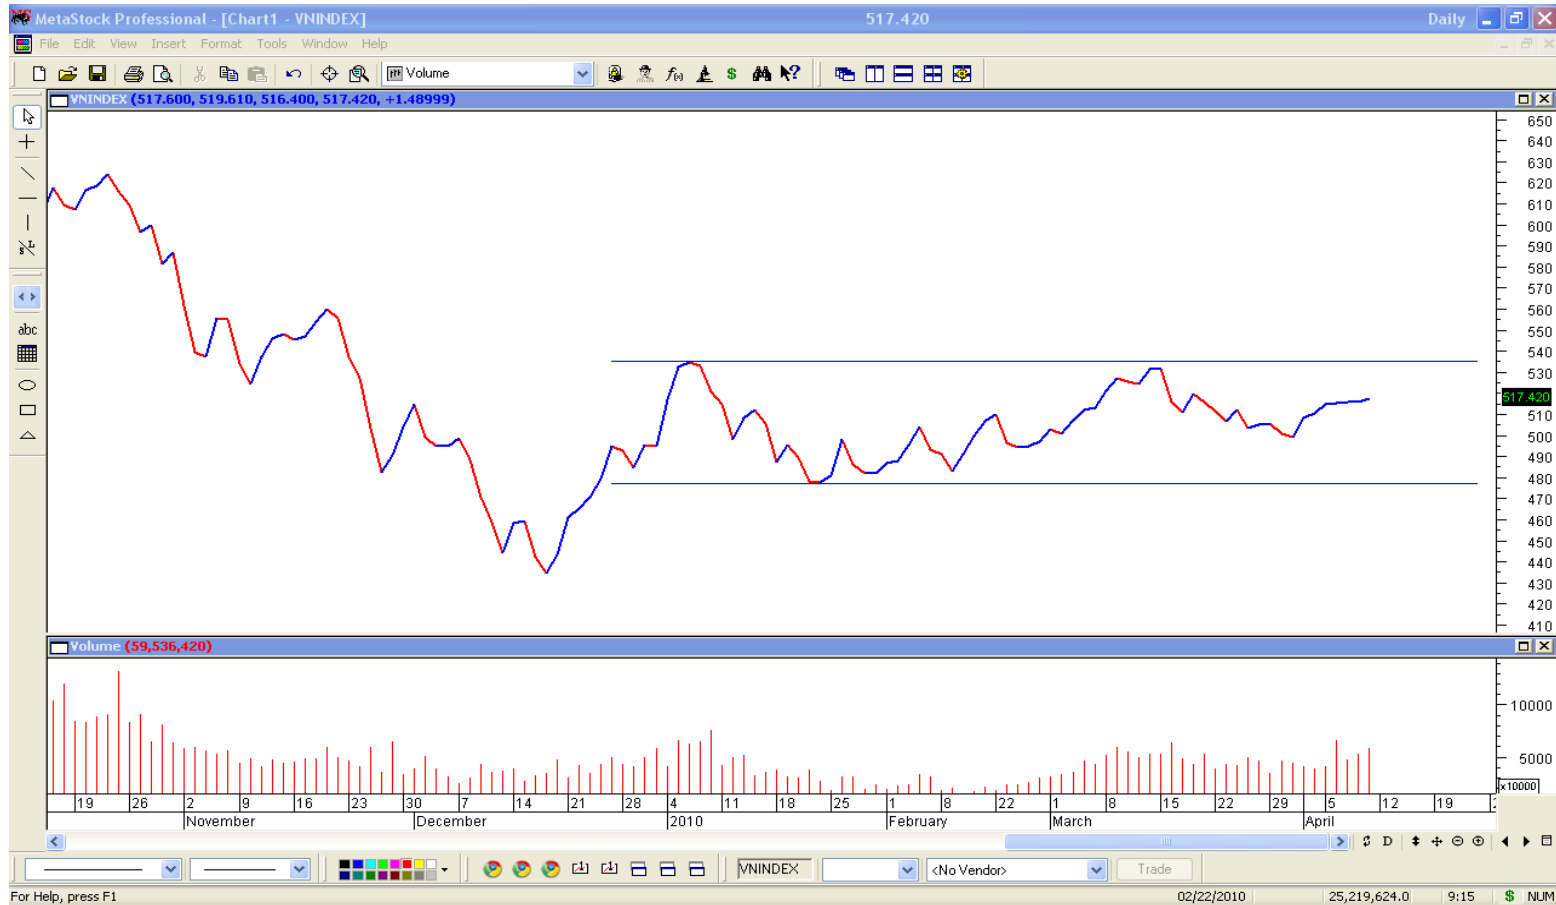 MetaStock Professional - [Chart1 - VNINDEX] 517.420 Daily
File Edit View Insert Format Tools Window Help
Volume
VNINDEX (517.600, 519.610, 516.400, 517.420, +1.48999)
650
640
630
620
610
600
590
580
570
560
550
540
530
517.420
510
500
490
480
470
460
450
440
430
420
410
abc
Volume (59,536,420)
10000
5000
x10000
19 26 2 9 16 23 30 7 14 21 28 4 11 18 25 1 8 22 1 8 15 22 29 5 12 19
November December 2010 February March April
D
VNINDEX <No Vendor> Trade
For Help, press F1 02/22/2010 25,219,624.0 9:15 $ NUM